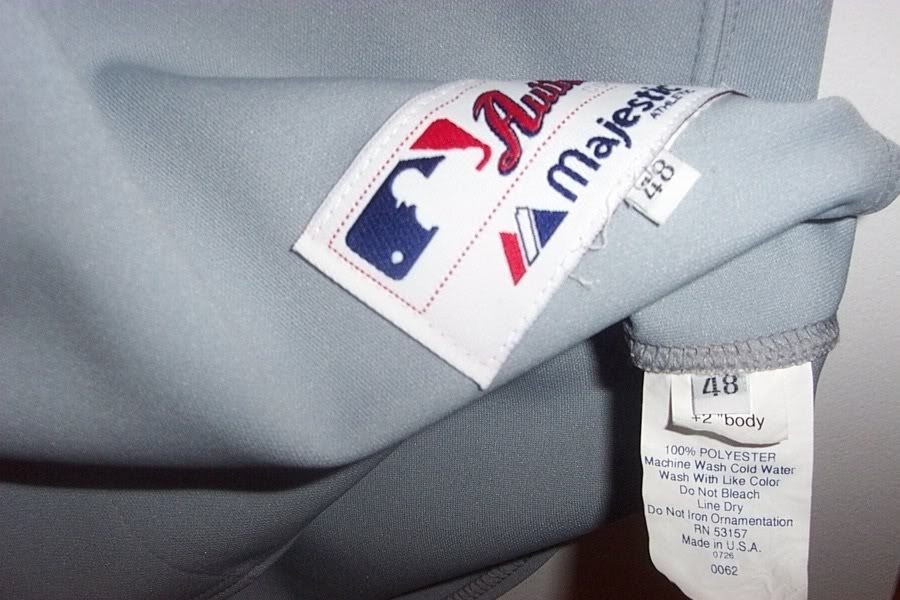 Majestic
ATHLETIC
48
48
+2"body
100% POLYESTER
Machine Wash Cold Water
Wash With Like Color
Do Not Bleach
Line Dry
Do Not Iron Ornamentation
RN 53157
Made in U.S.A.
0726
0062